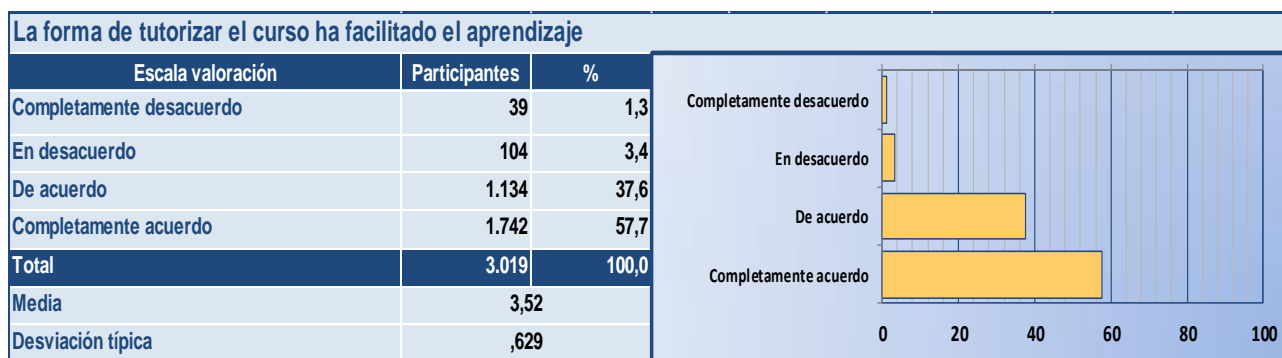 La forma de tutorizar el curso ha facilitado el aprendizaje
Escala valoración Participantes %
Completamente desacuerdo 39 1,3
En desacuerdo 104 3,4
De acuerdo 1.134 37,6
Completamente acuerdo 1.742 57,7
Total 3.019 100,0
Media 3,52
Desviación típica ,629
Completamente desacuerdo
En desacuerdo
De acuerdo
Completamente acuerdo
0 20 40 60 80 100